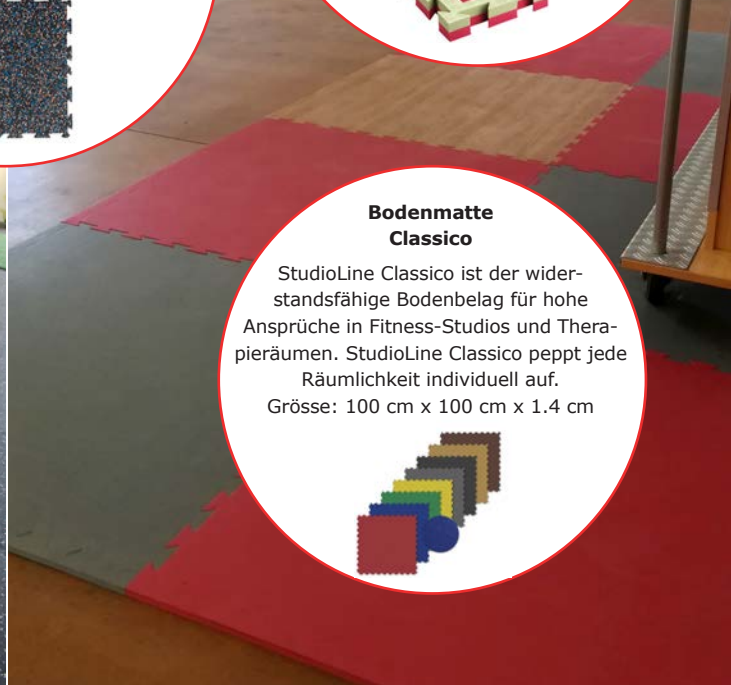 Bodenmatte
Classico
StudioLine Classico ist der wider-
standsfähige Bodenbelag für hohe
Ansprüche in Fitness-Studios und Thera-
pieräumen. StudioLine Classico peppt jede
Räumlichkeit individuell auf.
Grösse: 100 cm x 100 cm x 1.4 cm